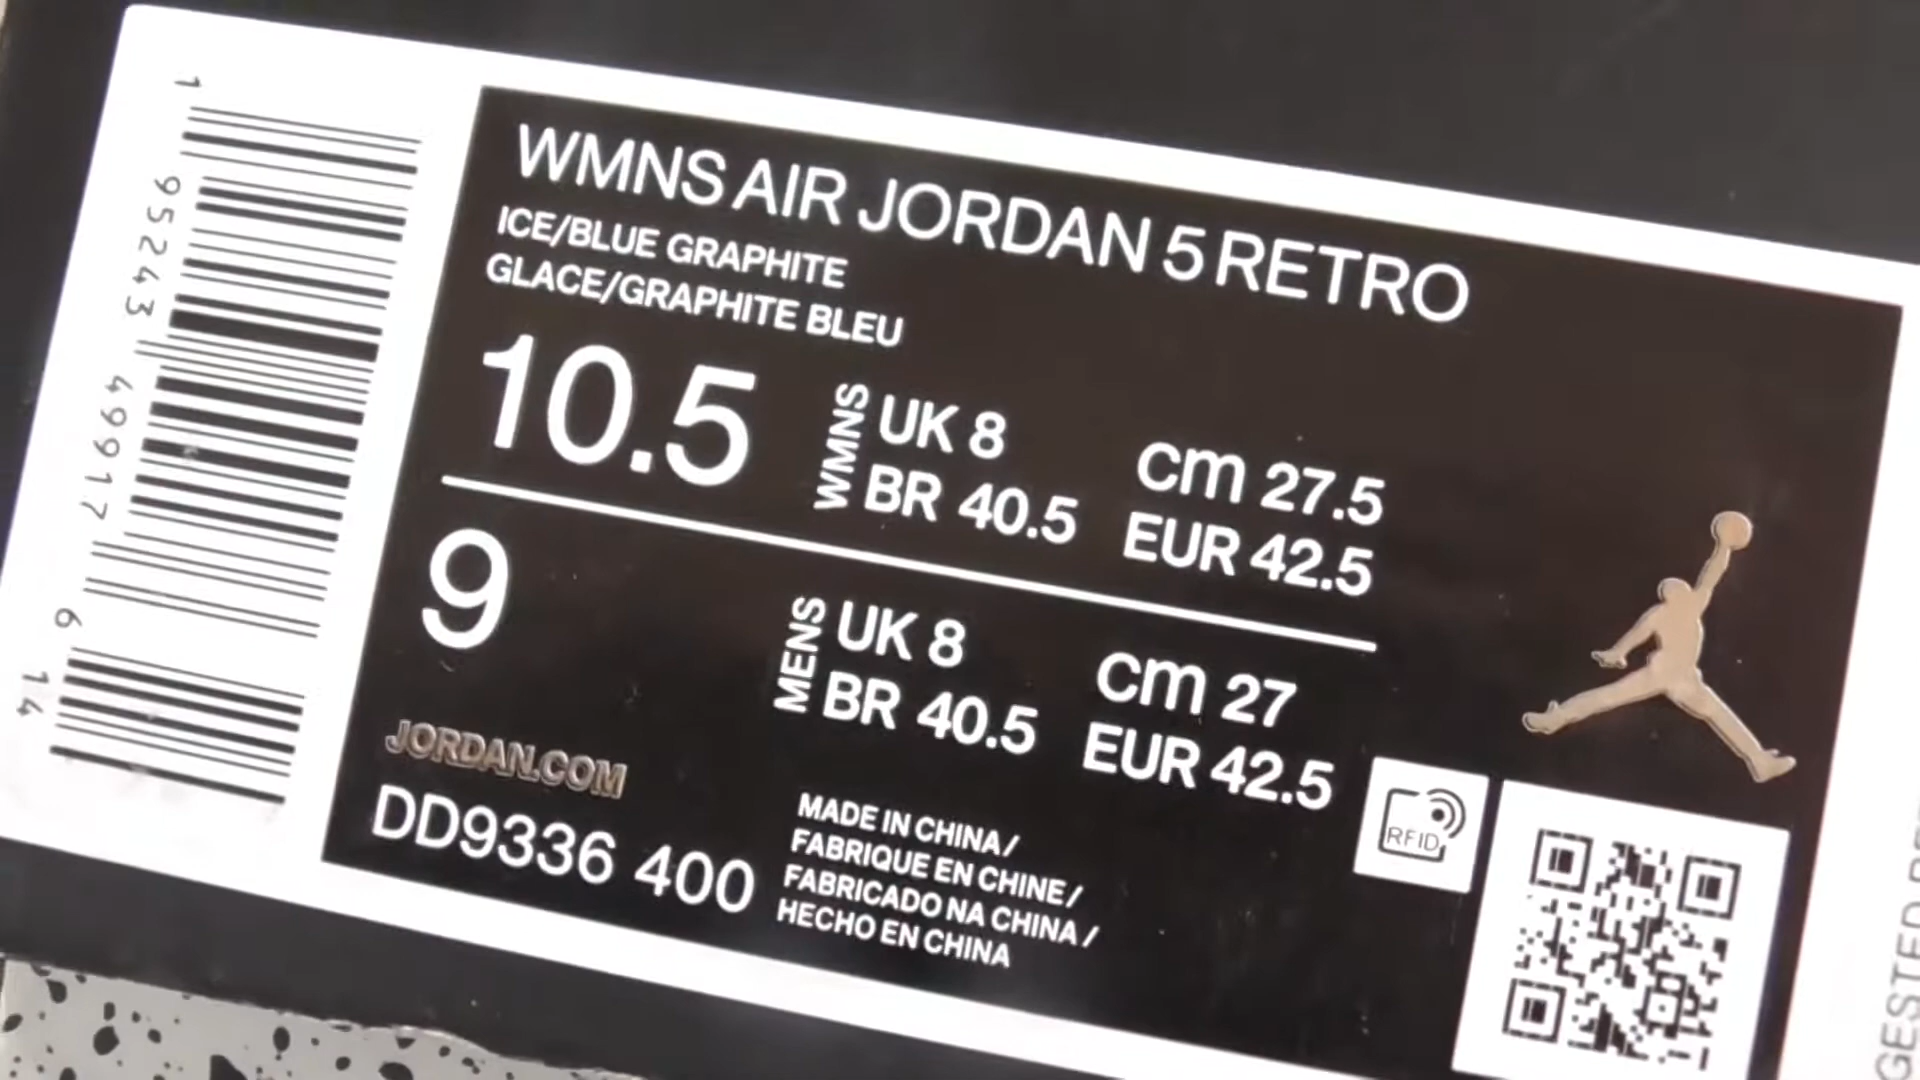 WMNS AIR JORDAN 5 RETRO
ICE/BLUE GRAPHITE
GLACE/GRAPHITE BLEU
10.5
WMNS
UK 8
cm 27.5
BR 40.5
EUR 42.5
9
MENS
UK 8
cm 27
BR 40.5
EUR 42.5
JORDAN.COM
DD9336 400
MADE IN CHINA/
FABRIQUE EN CHINE/
FABRICADO NA CHINA/
HECHO EN CHINA
RFID
1 95243 49917 6 14